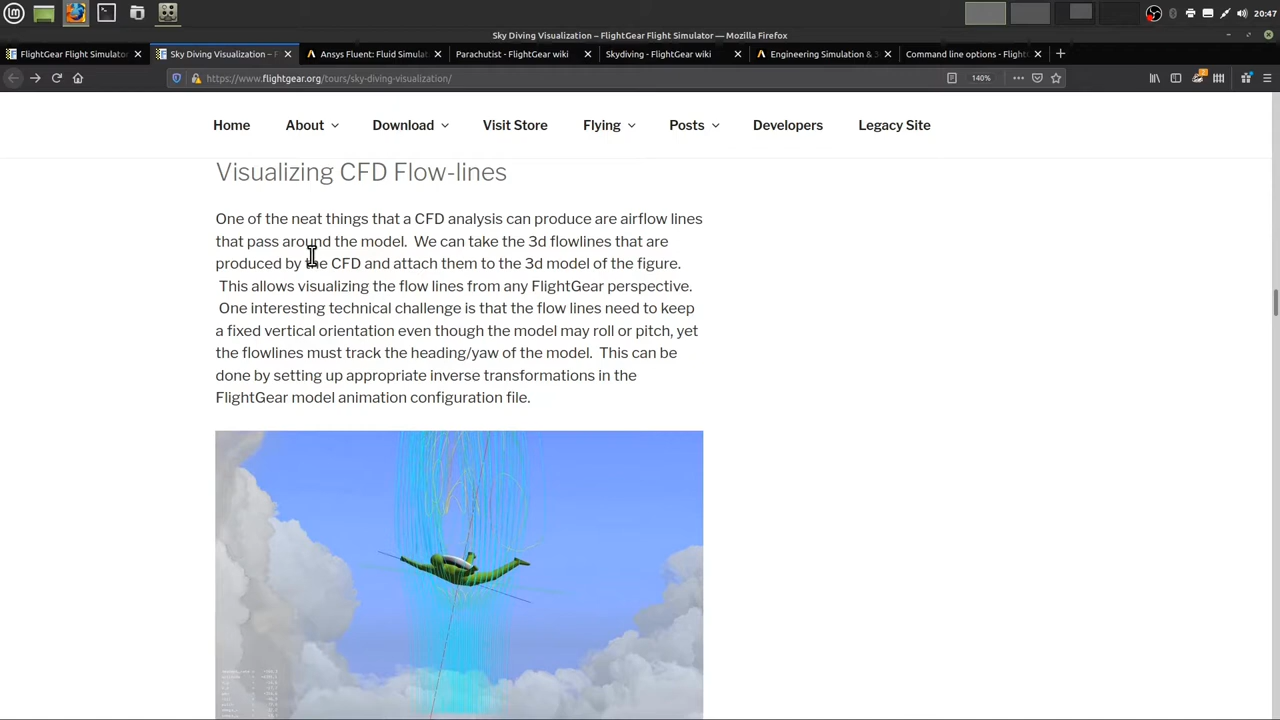 20:47
Sky Diving Visualization – FlightGear Flight Simulator — Mozilla Firefox
FlightGear Flight Simulato
Sky Diving Visualization – F
Ansys Fluent: Fluid Simulat
Parachutist - FlightGear wiki
Skydiving - FlightGear wiki
Engineering Simulation & 3
Command line options - Flight
https://www.flightgear.org/tours/sky-diving-visualization/
140%
Home About Download Visit Store Flying Posts Developers Legacy Site
Visualizing CFD Flow-lines
One of the neat things that a CFD analysis can produce are airflow lines
that pass around the model. We can take the 3d flowlines that are
produced by the CFD and attach them to the 3d model of the figure.
This allows visualizing the flow lines from any FlightGear perspective.
One interesting technical challenge is that the flow lines need to keep
a fixed vertical orientation even though the model may roll or pitch, yet
the flowlines must track the heading/yaw of the model. This can be
done by setting up appropriate inverse transformations in the
FlightGear model animation configuration file.